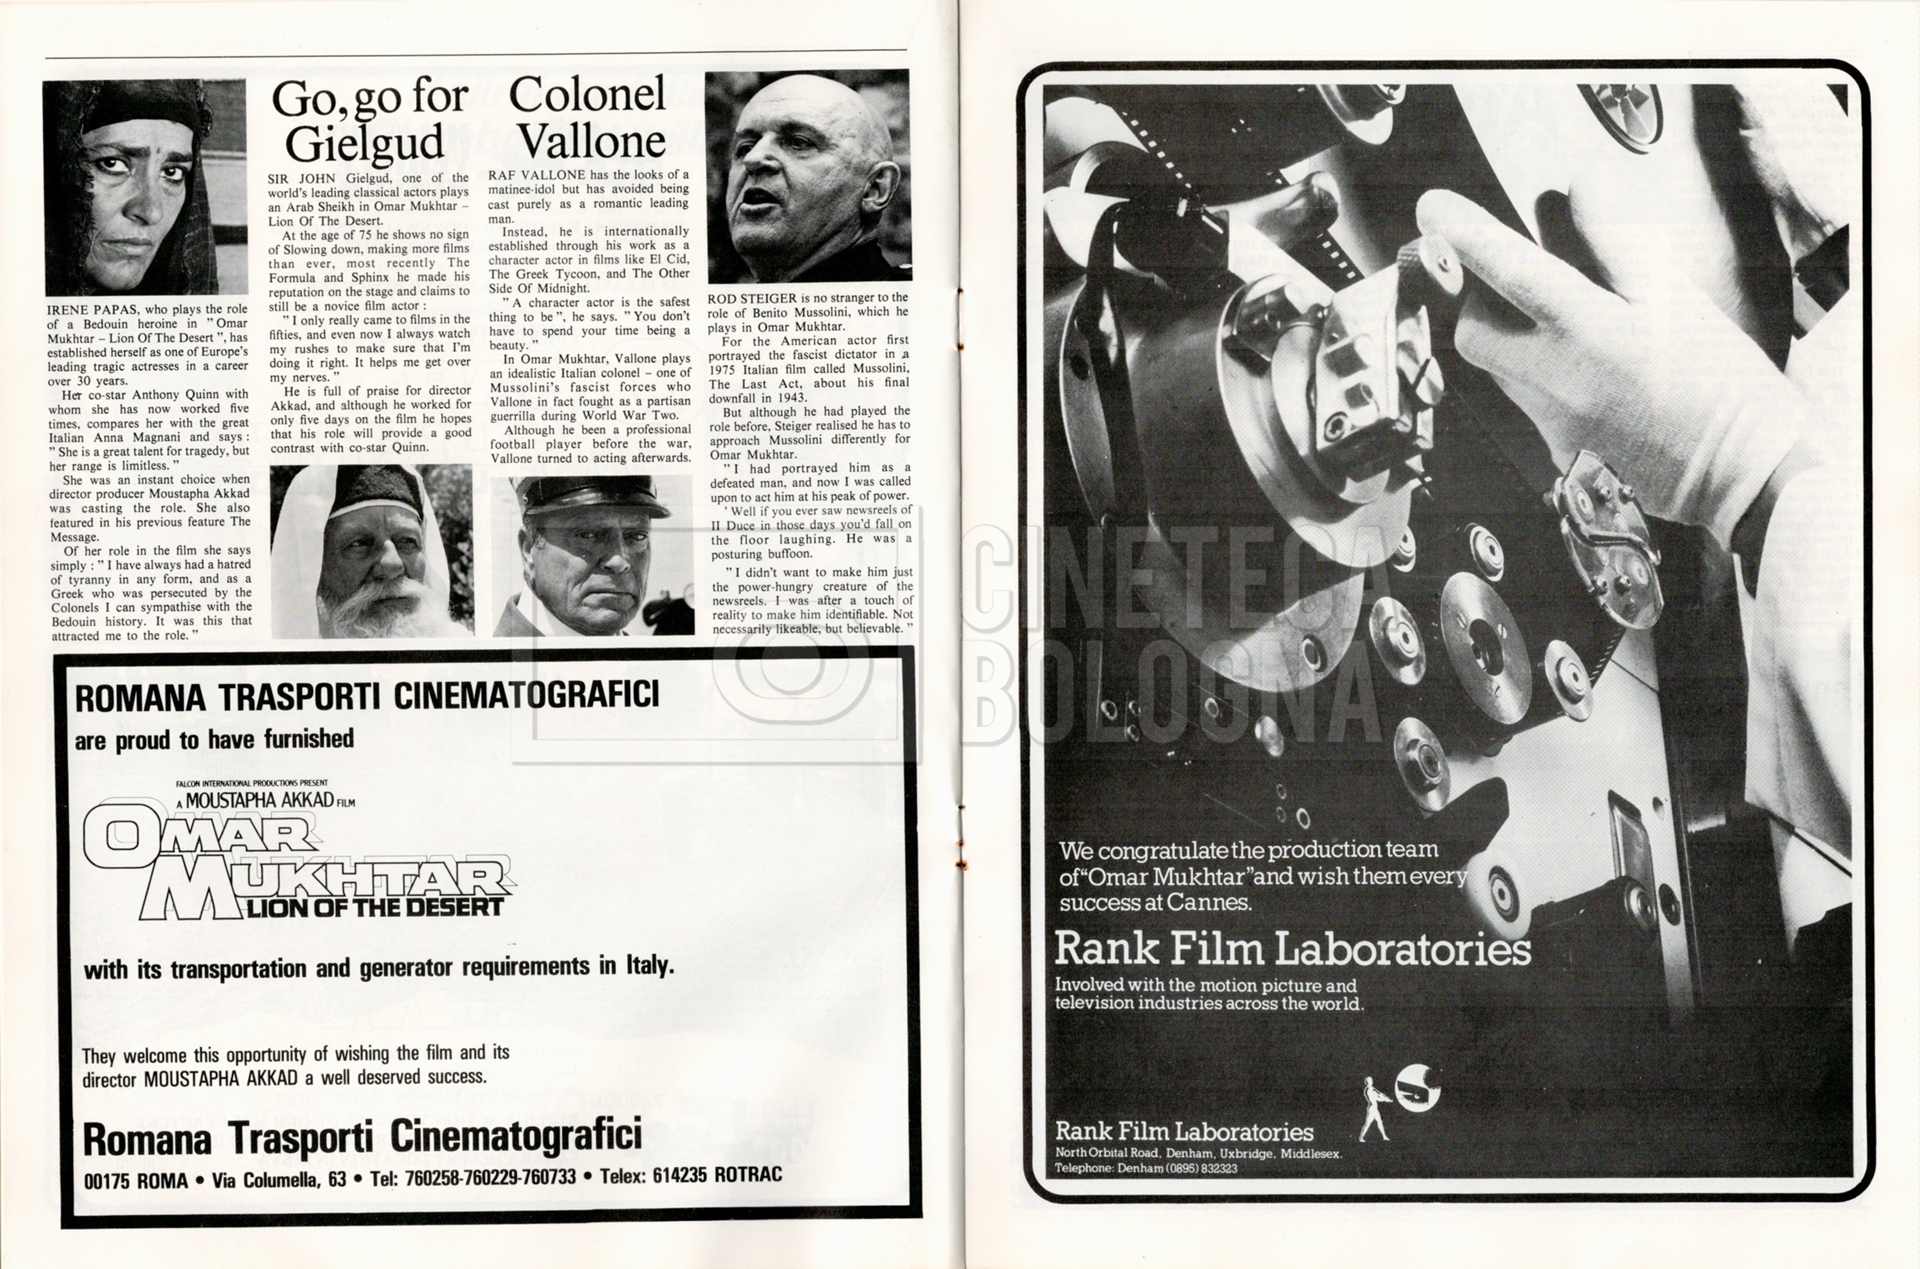 IRENE PAPAS, who plays the role
of a Bedouin heroine in " Omar
Mukhtar – Lion Of The Desert ", has
established herself as one of Europe's
leading tragic actresses in a career
over 30 years.
Her co-star Anthony Quinn with
whom she has now worked five
times, compares her with the great
Italian Anna Magnani and says :
" She is a great talent for tragedy, but
her range is limitless. "
She was an instant choice when
director producer Moustapha Akkad
was casting the role. She also
featured in his previous feature The
Message.
Of her role in the film she says
simply : " I have always had a hatred
of tyranny in any form, and as a
Greek who was persecuted by the
Colonels I can sympathise with the
Bedouin history. It was this that
attracted me to the role. "
Go, go for
Gielgud
SIR JOHN Gielgud, one of the
world's leading classical actors plays
an Arab Sheikh in Omar Mukhtar –
Lion Of The Desert.
At the age of 75 he shows no sign
of Slowing down, making more films
than ever, most recently The
Formula and Sphinx he made his
reputation on the stage and claims to
still be a novice film actor :
" I only really came to films in the
fifties, and even now I always watch
my rushes to make sure that I'm
doing it right. It helps me get over
my nerves. "
He is full of praise for director
Akkad, and although he worked for
only five days on the film he hopes
that his role will provide a good
contrast with co-star Quinn.
Colonel
Vallone
RAF VALLONE has the looks of a
matinee-idol but has avoided being
cast purely as a romantic leading
man.
Instead, he is internationally
established through his work as a
character actor in films like El Cid,
The Greek Tycoon, and The Other
Side Of Midnight.
" A character actor is the safest
thing to be ", he says. " You don't
have to spend your time being a
beauty. "
In Omar Mukhtar, Vallone plays
an idealistic Italian colonel – one of
Mussolini's fascist forces who
Vallone in fact fought as a partisan
guerrilla during World War Two.
Although he been a professional
football player before the war,
Vallone turned to acting afterwards.
ROD STEIGER is no stranger to the
role of Benito Mussolini, which he
plays in Omar Mukhtar.
For the American actor first
portrayed the fascist dictator in a
1975 Italian film called Mussolini,
The Last Act, about his final
downfall in 1943.
But although he had played the
role before, Steiger realised he has to
approach Mussolini differently for
Omar Mukhtar.
" I had portrayed him as a
defeated man, and now I was called
upon to act him at his peak of power.
' Well if you ever saw newsreels of
II Duce in those days you'd fall on
the floor laughing. He was a
posturing buffoon.
" I didn't want to make him just
the power-hungry creature of the
newsreels. I was after a touch of
reality to make him identifiable. Not
necessarily likeable, but believable. "
ROMANA TRASPORTI CINEMATOGRAFICI
are proud to have furnished
FALCON INTERNATIONAL PRODUCTIONS PRESENT
A MOUSTAPHA AKKAD FILM
OMAR
MUKHTAR
LION OF THE DESERT
with its transportation and generator requirements in Italy.
They welcome this opportunity of wishing the film and its
director MOUSTAPHA AKKAD a well deserved success.
Romana Trasporti Cinematografici
00175 ROMA • Via Columella, 63 • Tel: 760258-760229-760733 • Telex: 614235 ROTRAC
CINETECA
BOLOGNA
We congratulate the production team
of "Omar Mukhtar" and wish them every
success at Cannes.
Rank Film Laboratories
Involved with the motion picture and
television industries across the world.
Rank Film Laboratories
North Orbital Road, Denham, Uxbridge, Middlesex.
Telephone: Denham (0895) 832323